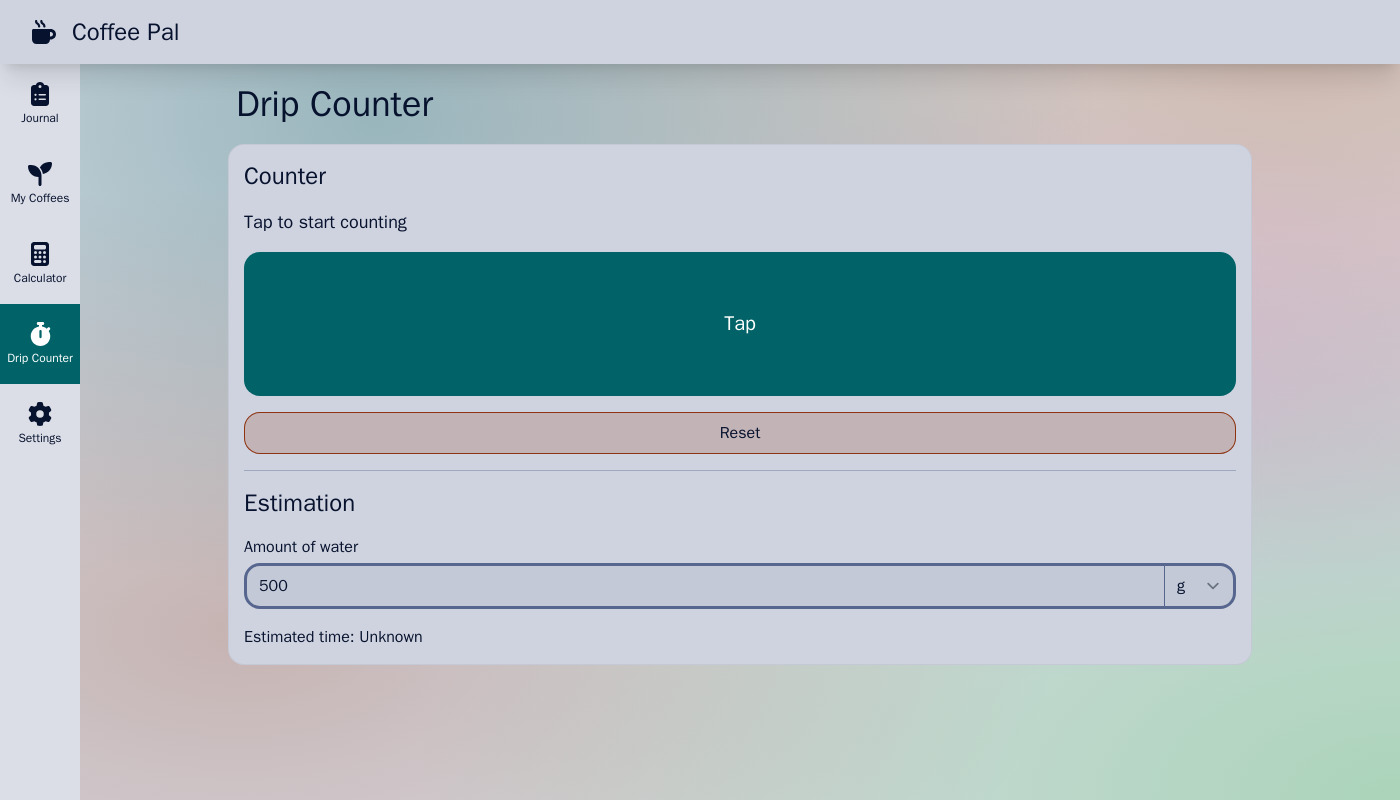 Coffee Pal
Journal
My Coffees
Calculator
Drip Counter
Settings
Drip Counter
Counter
Tap to start counting
Tap
Reset
Estimation
Amount of water
500 g
Estimated time: Unknown